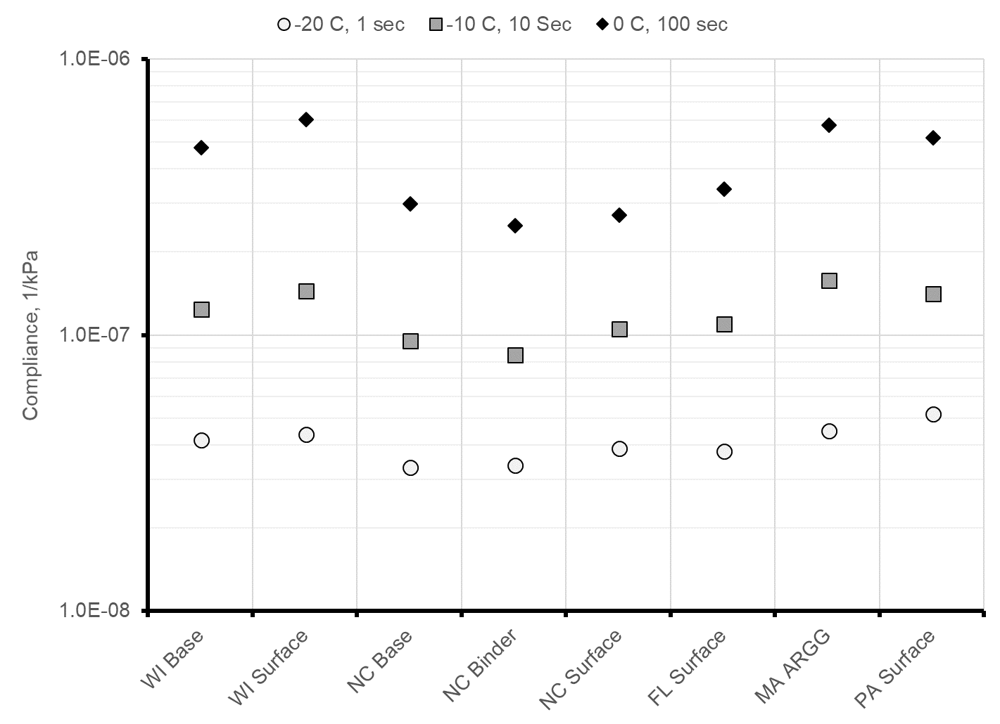 -20 C, 1 sec -10 C, 10 Sec 0 C, 100 sec
1.0E-06
1.0E-07
1.0E-08
Compliance, 1/kPa
WI Base
WI Surface
NC Base
NC Binder
NC Surface
FL Surface
MA ARGG
PA Surface